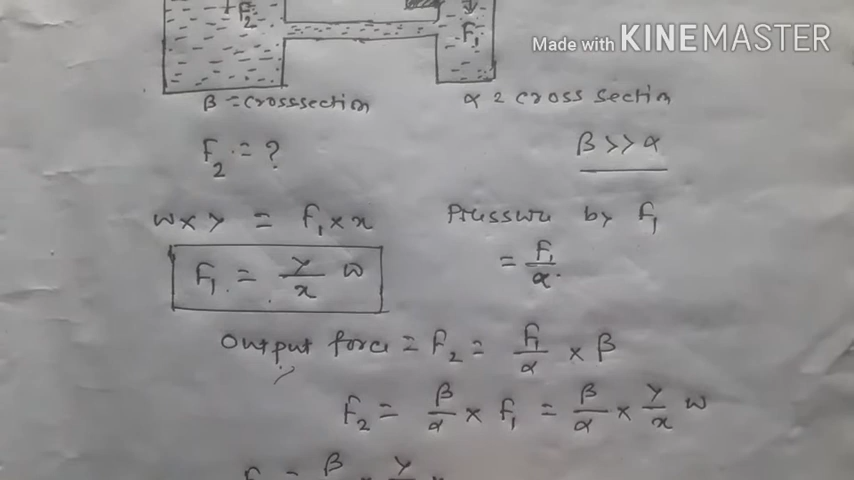 F₂
F₁
Made with KINEMASTER
β = crosssection
α = cross section
F₂ = ?
β >> α
w x y = F₁ x x
Pressure by F₁
F₁ = y/x w
= F₁/α
Output force = F₂ = F₁/α x β
F₂ = β/α x F₁ = β/α x y/x w